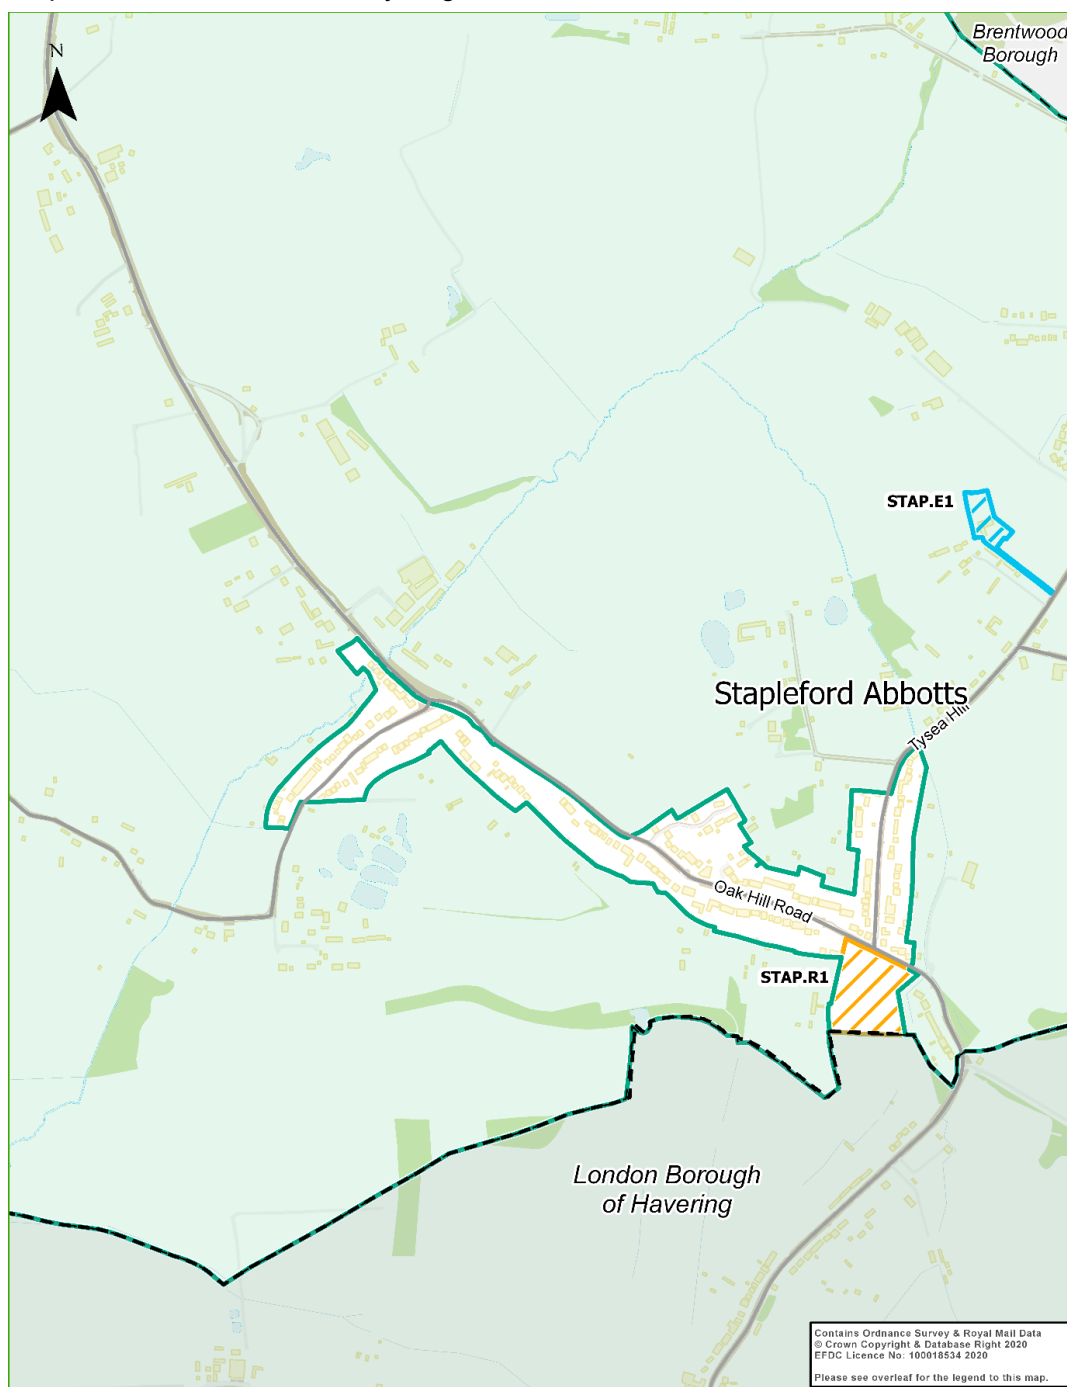 Brentwood
Borough
N
STAP.E1
Stapleford Abbotts
Tysea Hill
Oak Hill Road
STAP.R1
London Borough
of Havering
Contains Ordnance Survey & Royal Mail Data
© Crown Copyright & Database Right 2020
EFDC Licence No: 100018534 2020
Please see overleaf for the legend to this map.